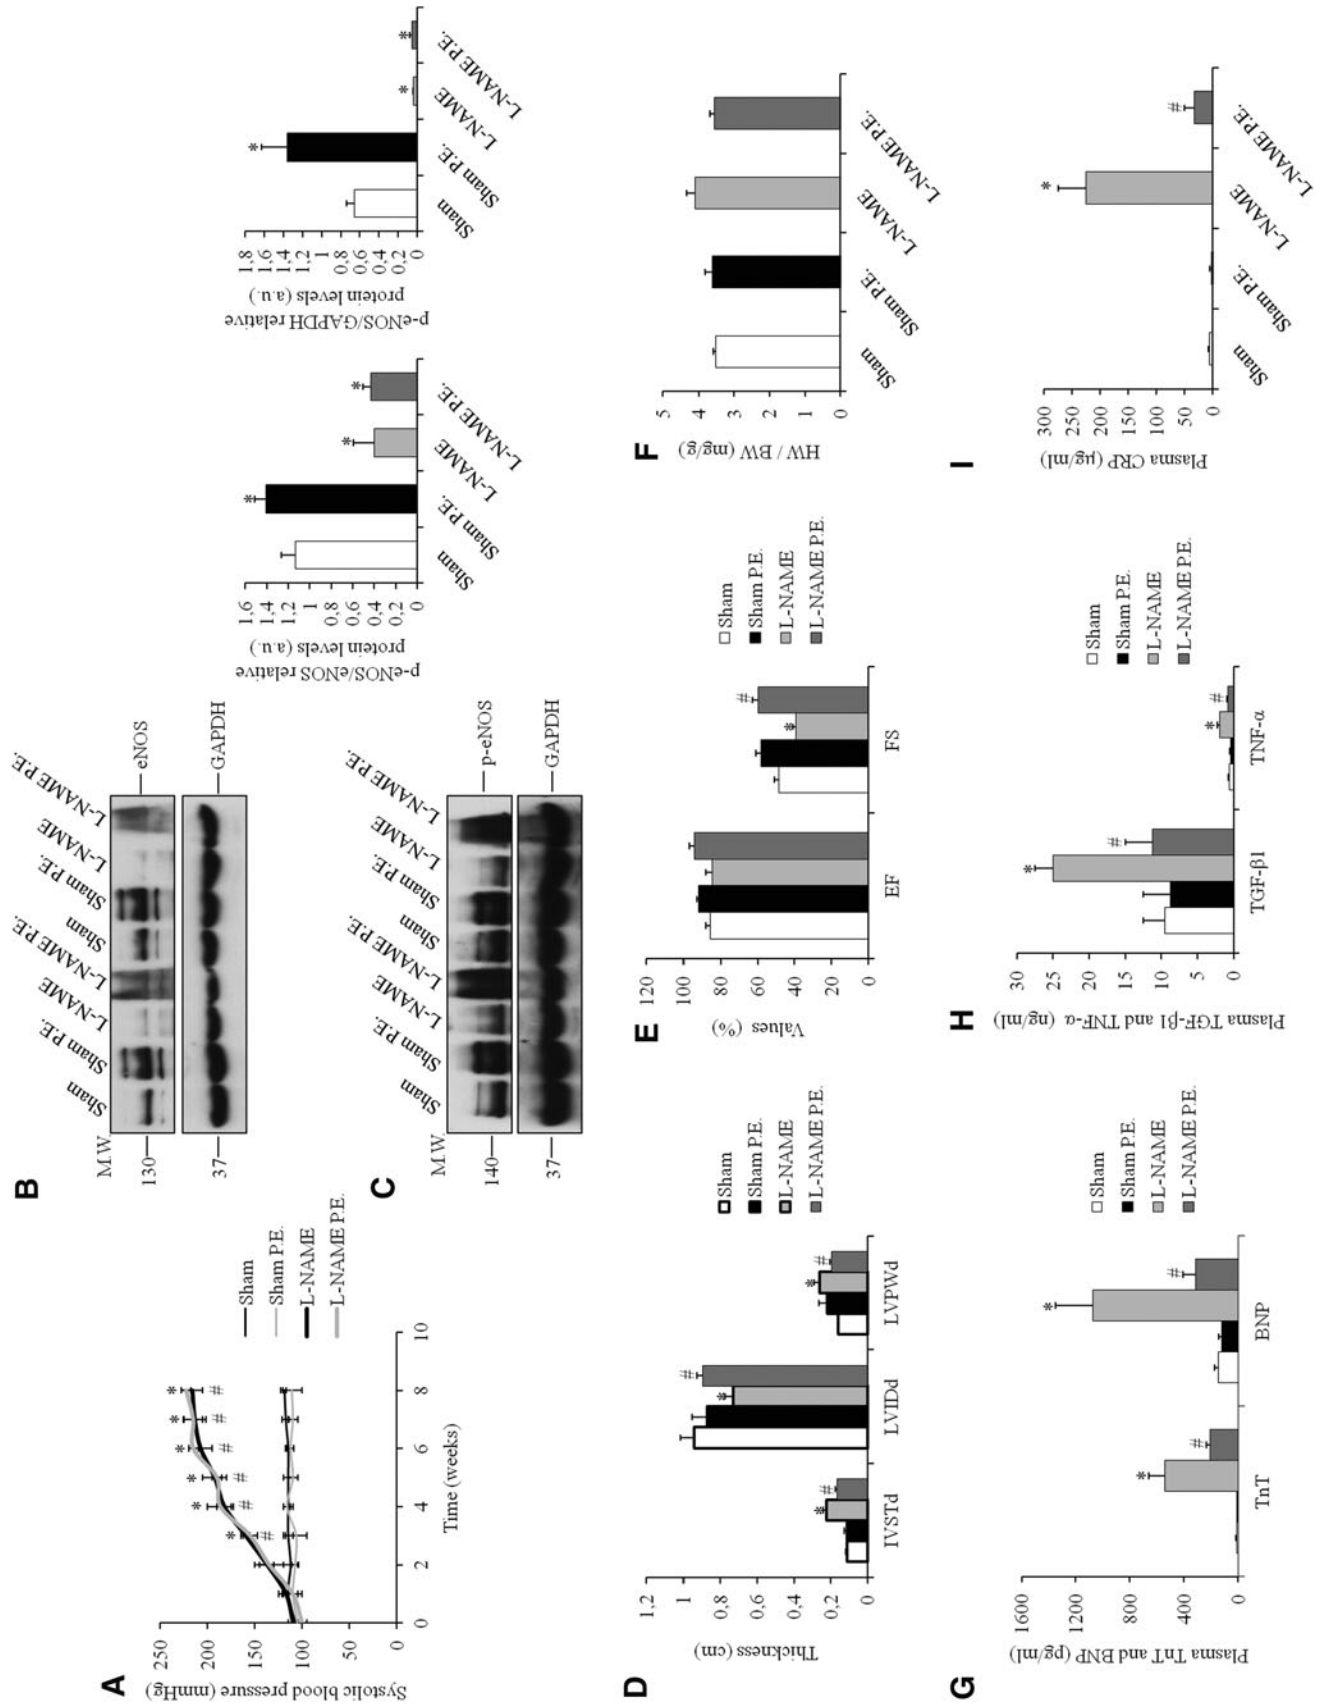 A
Systolic blood pressure (mmHg)
250
200
150
100
50
0
0 2 4 6 8 10
Time (weeks)
* * * * * *
# # # # # #
Sham
Sham P.E.
L-NAME
L-NAME P.E.
B
M.W.
Sham Sham P.E. L-NAME L-NAME P.E. Sham Sham P.E. L-NAME L-NAME P.E.
130 eNOS
37 GAPDH
C
M.W.
Sham Sham P.E. L-NAME L-NAME P.E. Sham Sham P.E. L-NAME L-NAME P.E.
140 p-eNOS
37 GAPDH
p-eNOS/eNOS relative
protein levels (a.u.)
1,6
1,4
1,2
1
0,8
0,6
0,4
0,2
0
* * *
Sham Sham P.E. L-NAME L-NAME P.E.
p-eNOS/GAPDH relative
protein levels (a.u.)
1,8
1,6
1,4
1,2
1
0,8
0,6
0,4
0,2
0
* * *
Sham Sham P.E. L-NAME L-NAME P.E.
D
Thickness (cm)
1,2
1
0,8
0,6
0,4
0,2
0
* # * # * #
IVSTd LVIDd LVPWd
Sham
Sham P.E.
L-NAME
L-NAME P.E.
E
Values (%)
120
100
80
60
40
20
0
* #
EF FS
Sham
Sham P.E.
L-NAME
L-NAME P.E.
F
HW / BW (mg/g)
5
4
3
2
1
0
Sham Sham P.E. L-NAME L-NAME P.E.
G
Plasma TnT and BNP (pg/ml)
1600
1200
800
400
0
* # * #
TnT BNP
Sham
Sham P.E.
L-NAME
L-NAME P.E.
H
Plasma TGF-β1 and TNF-α (ng/ml)
30
25
20
15
10
5
0
* # * #
TGF-β1 TNF-α
Sham
Sham P.E.
L-NAME
L-NAME P.E.
I
Plasma CRP (µg/ml)
300
250
200
150
100
50
0
* #
Sham Sham P.E. L-NAME L-NAME P.E.